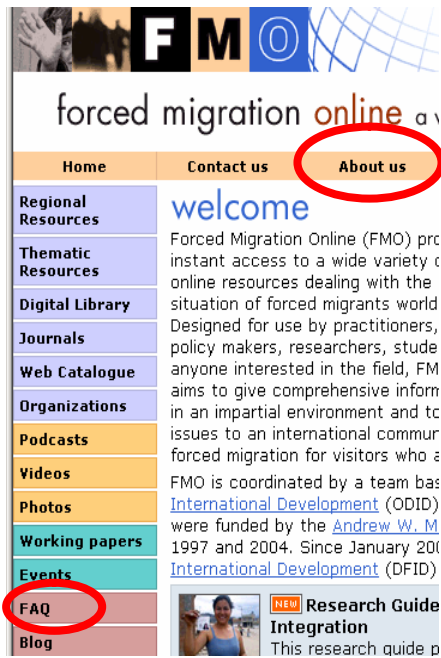 FMO
forced migration online a
Home Contact us About us
Regional
Resources
Thematic
Resources
Digital Library
Journals
Web Catalogue
Organizations
Podcasts
Videos
Photos
Working papers
Events
FAQ
Blog
welcome
Forced Migration Online (FMO) pro
instant access to a wide variety
online resources dealing with the
situation of forced migrants world
Designed for use by practitioners,
policy makers, researchers, stude
anyone interested in the field, FM
aims to give comprehensive inform
in an impartial environment and to
issues to an international commun
forced migration for visitors who a
FMO is coordinated by a team bas
International Development (ODID)
were funded by the Andrew W. M
1997 and 2004. Since January 200
International Development (DFID)
NEW Research Guide
Integration
This research guide p